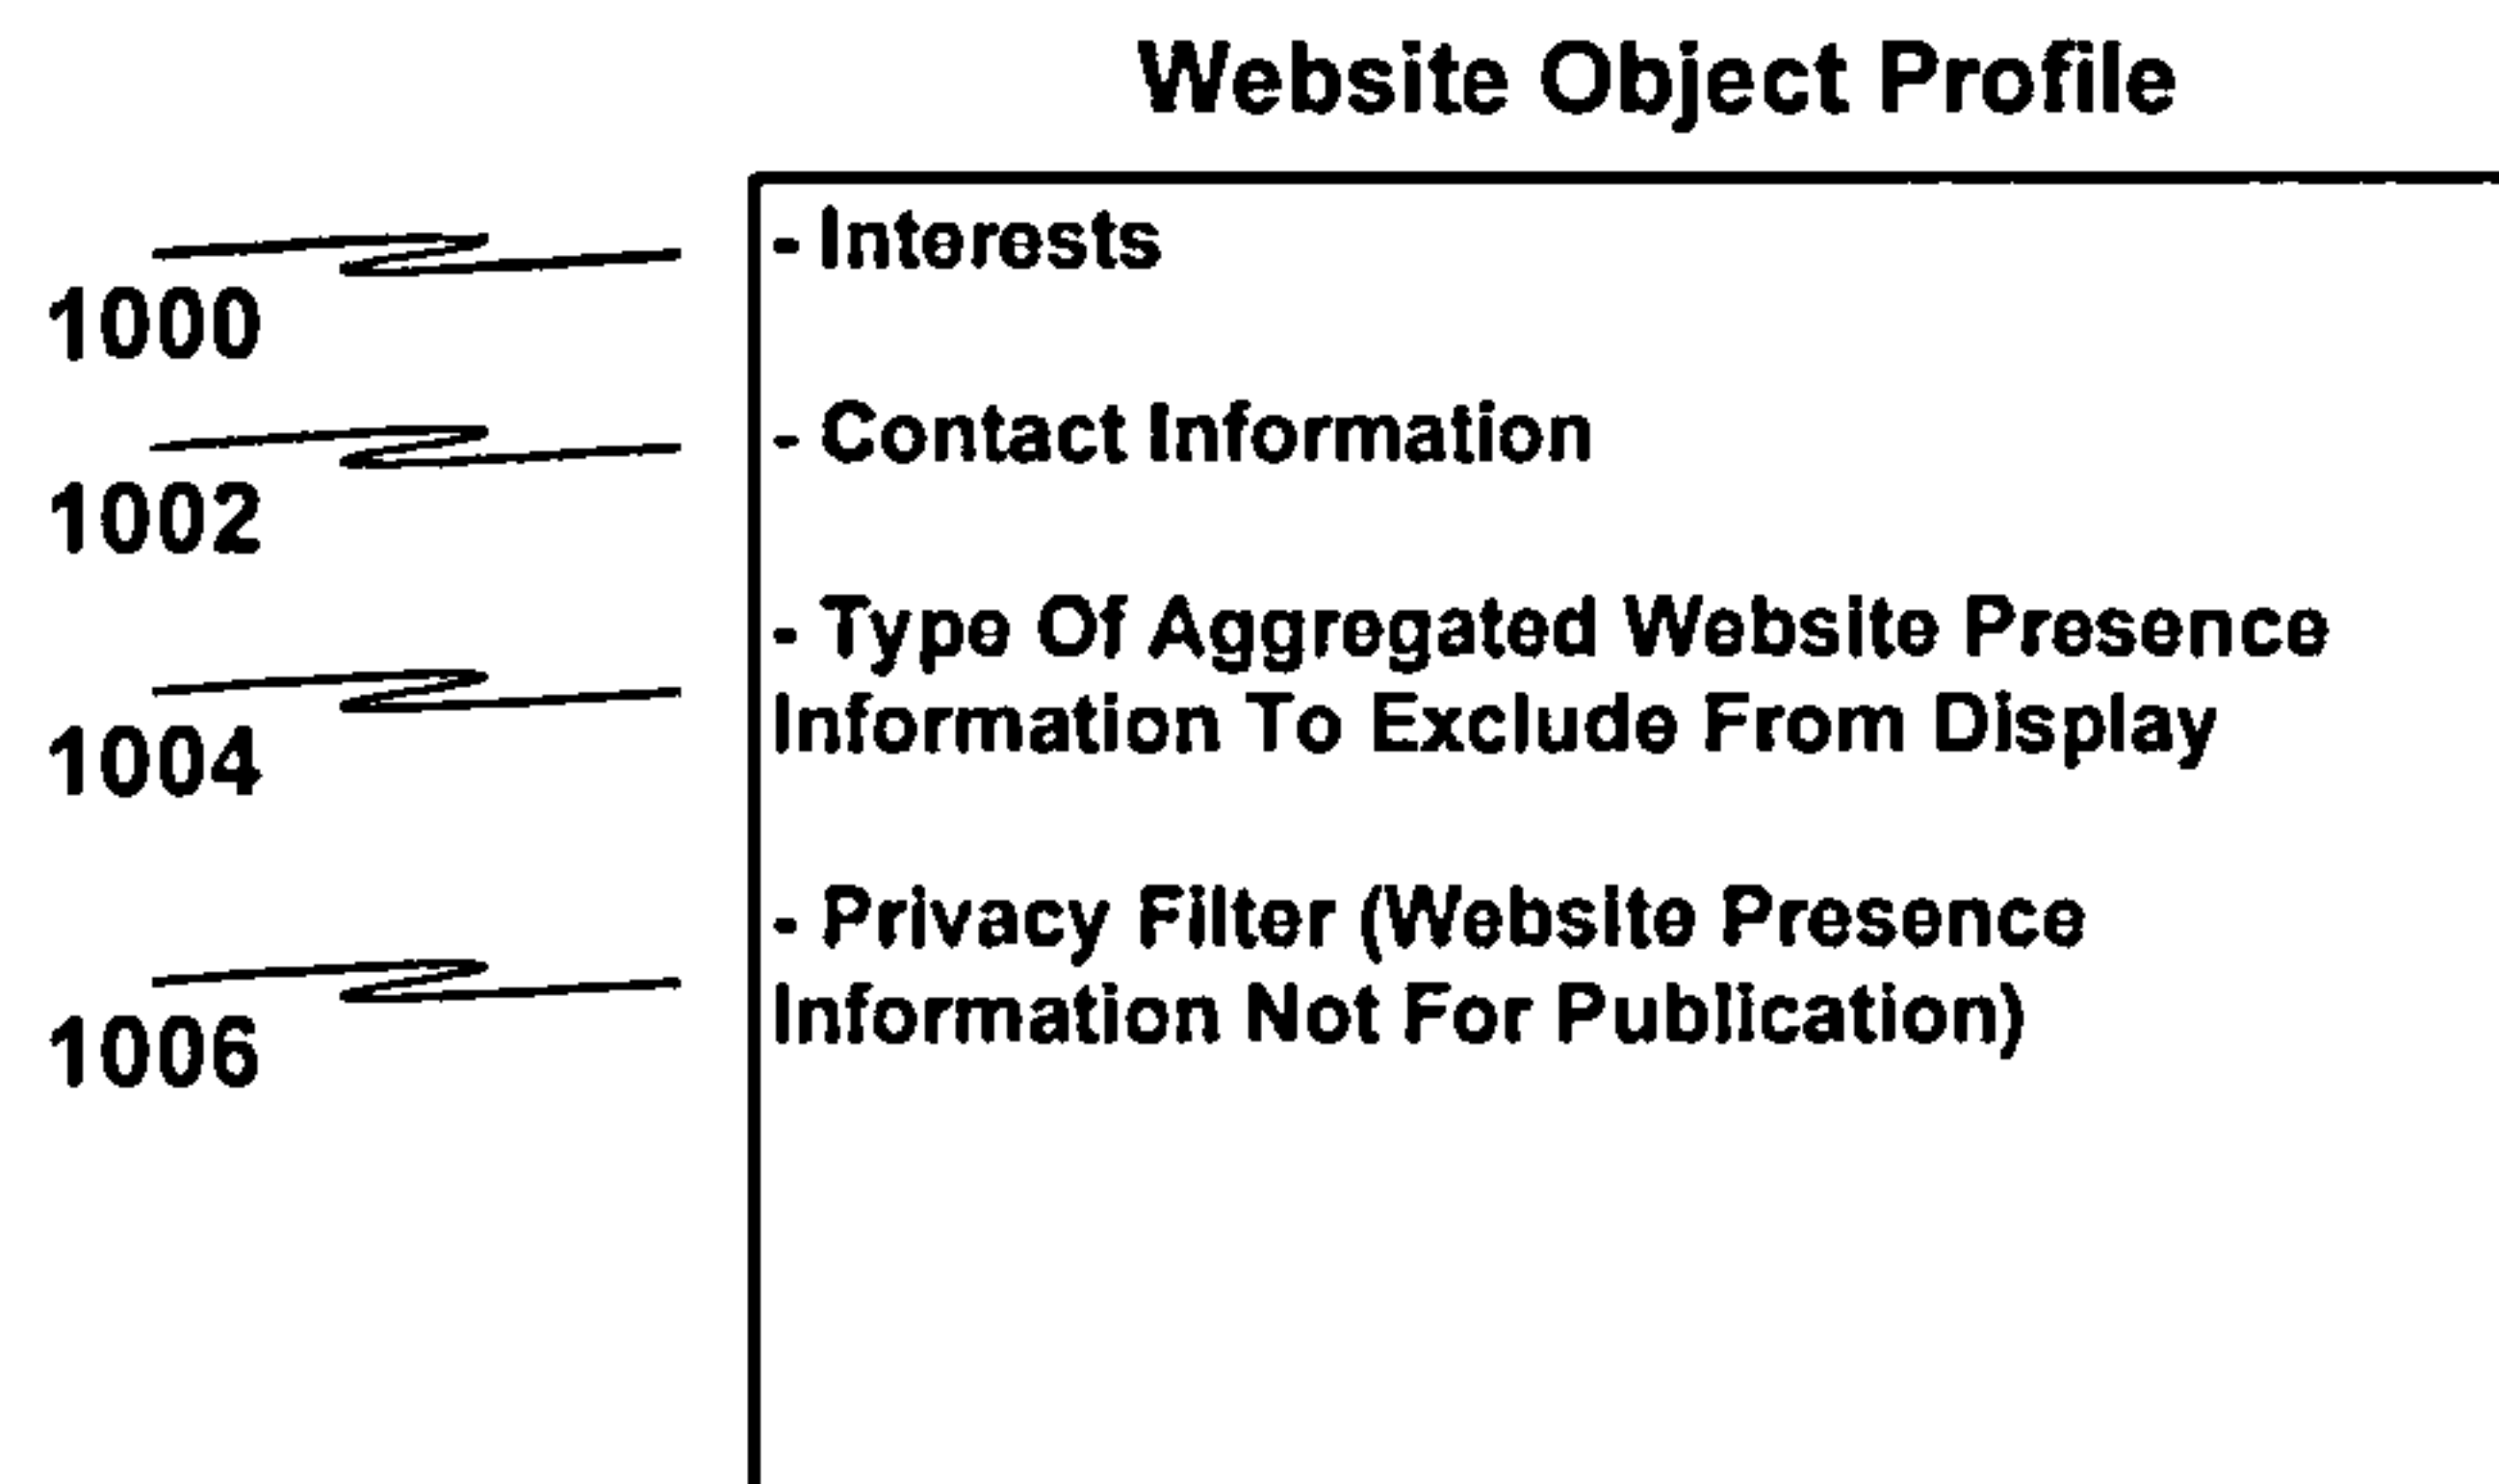 Website Object Profile
- Interests
1000
- Contact Information
1002
- Type Of Aggregated Website Presence
Information To Exclude From Display
1004
- Privacy Filter (Website Presence
Information Not For Publication)
1006